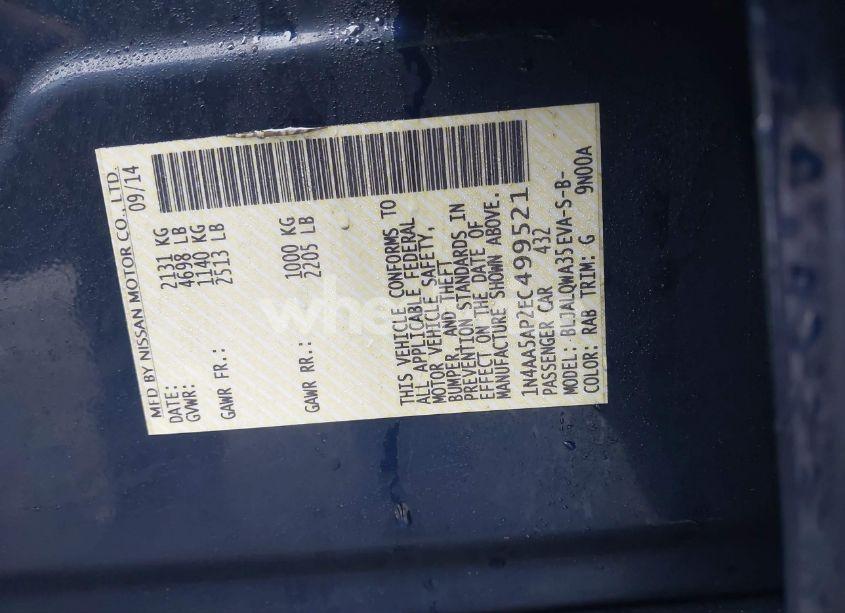 MFD BY NISSAN MOTOR CO., LTD.
DATE: 09/14
GVWR: 2131 KG
4698 LB
GAWR FR.: 1140 KG
2513 LB
GAWR RR.: 1000 KG
2205 LB
THIS VEHICLE CONFORMS TO
ALL APPLICABLE FEDERAL
MOTOR VEHICLE SAFETY,
BUMPER, AND THEFT
PREVENTION STANDARDS IN
EFFECT ON THE DATE OF
MANUFACTURE SHOWN ABOVE.
1N4AA5AP2EC499521
PASSENGER CAR 432
MODEL: BLJALQWA35EVA-S-B-
COLOR: RAB TRIM: G 9N00A